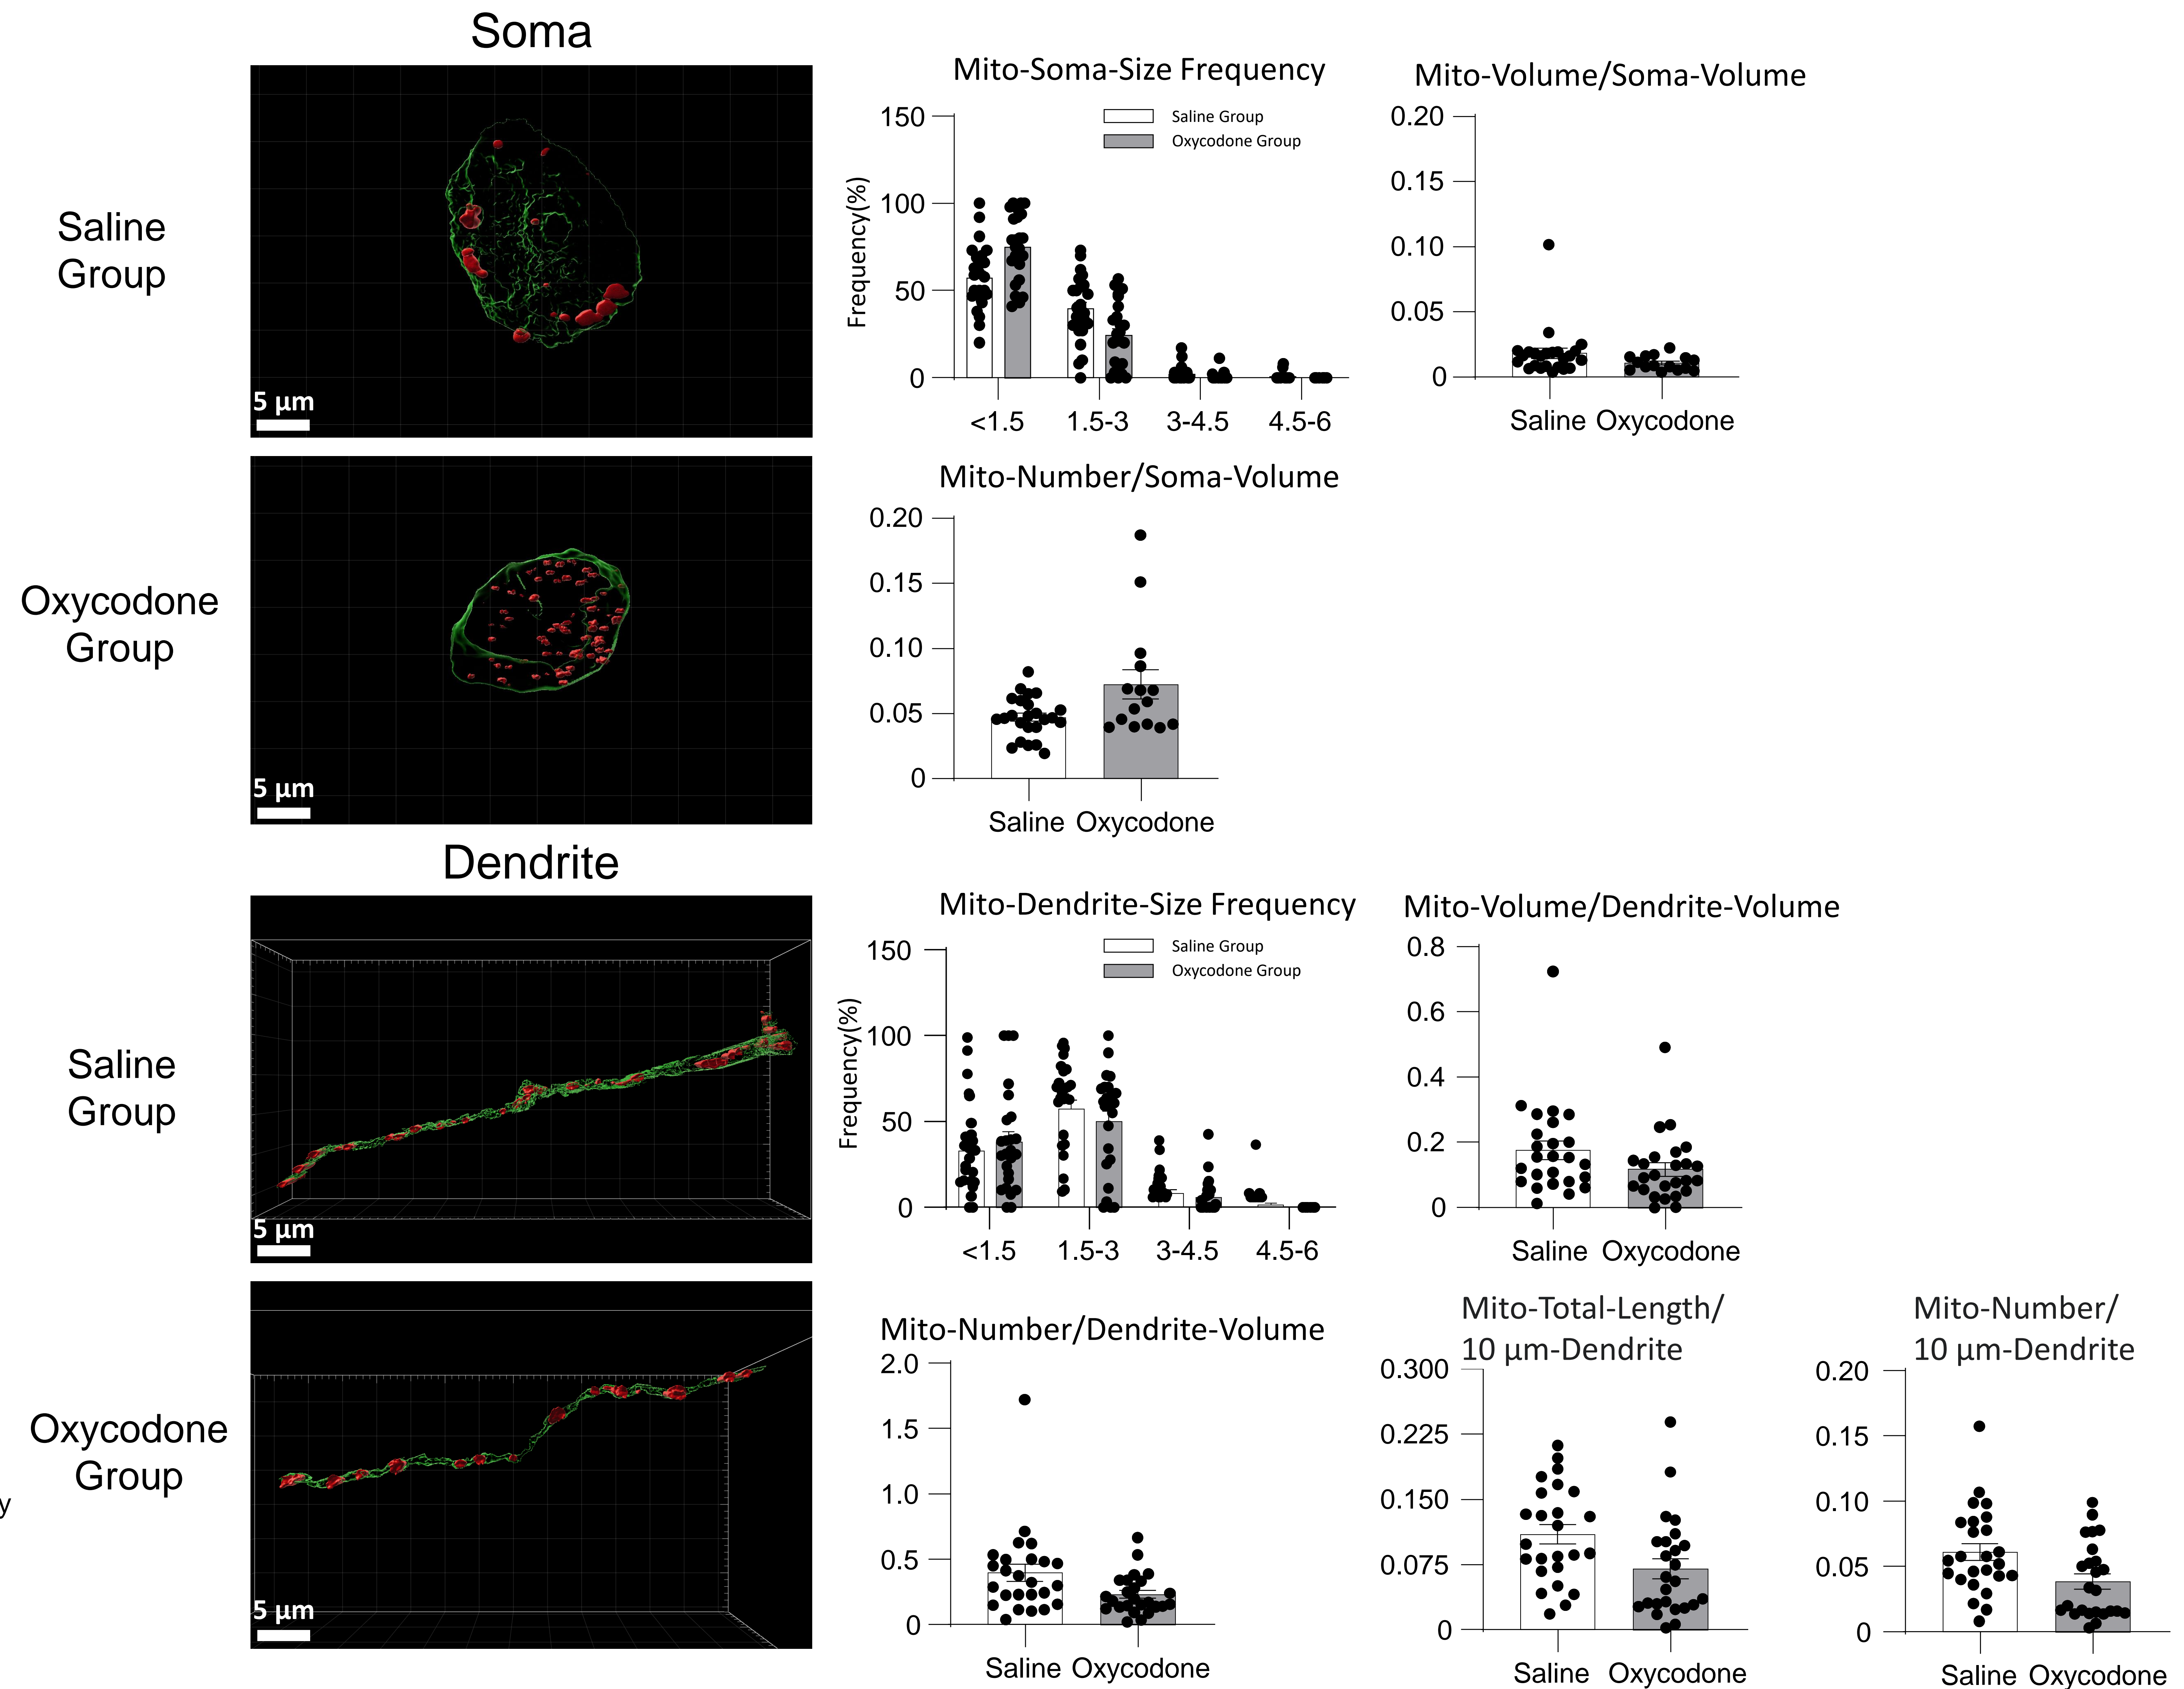 Soma
Saline
Group
5 μm
Mito-Soma-Size Frequency
Saline Group
Oxycodone Group
Frequency(%)
150
100
50
0
<1.5
1.5-3
3-4.5
4.5-6
Mito-Volume/Soma-Volume
0.20
0.15
0.10
0.05
0
Saline
Oxycodone
Oxycodone
Group
5 μm
Mito-Number/Soma-Volume
0.20
0.15
0.10
0.05
0
Saline
Oxycodone
Dendrite
Saline
Group
5 μm
Mito-Dendrite-Size Frequency
Saline Group
Oxycodone Group
Frequency(%)
150
100
50
0
<1.5
1.5-3
3-4.5
4.5-6
Mito-Volume/Dendrite-Volume
0.8
0.6
0.4
0.2
0
Saline
Oxycodone
Oxycodone
Group
y
5 μm
Mito-Number/Dendrite-Volume
2.0
1.5
1.0
0.5
0
Saline
Oxycodone
Mito-Total-Length/
10 μm-Dendrite
0.300
0.225
0.150
0.075
0
Saline
Oxycodone
Mito-Number/
10 μm-Dendrite
0.20
0.15
0.10
0.05
0
Saline
Oxycodone